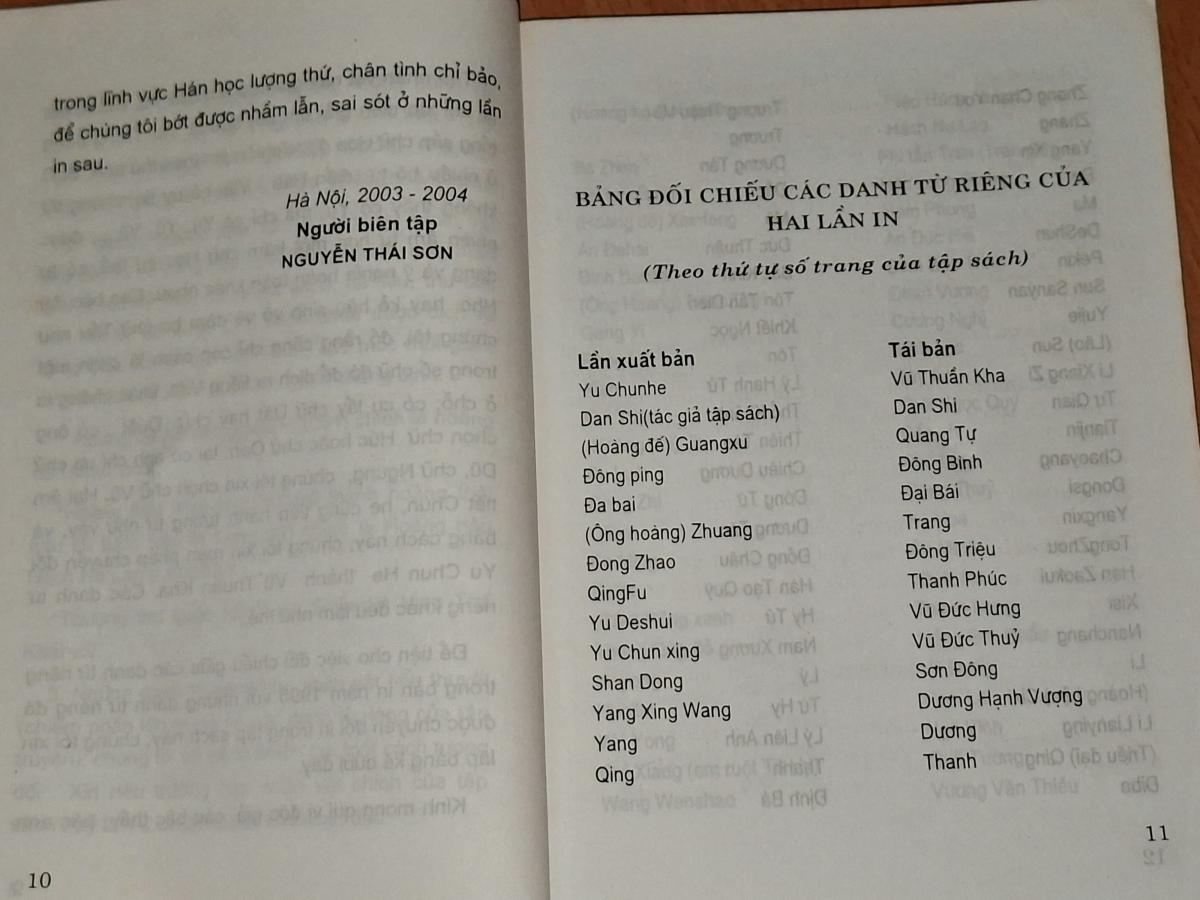 trong lĩnh vực Hán học lượng thứ, chân tình chỉ bảo,
để chúng tôi bớt được nhầm lẫn, sai sót ở những lần
in sau.
Hà Nội, 2003 - 2004
Người biên tập
NGUYỄN THÁI SƠN
10
BẢNG ĐỐI CHIẾU CÁC DANH TỪ RIÊNG CỦA
HAI LẦN IN
(Theo thứ tự số trang của tập sách)
Lần xuất bản Tái bản
Yu Chunhe Vũ Thuần Kha
Dan Shi(tác giả tập sách) Dan Shi
(Hoàng đế) Guangxu Quang Tự
Đông ping Đông Bình
Đa bai Đại Bái
(Ông hoàng) Zhuang Trang
Đong Zhao Đông Triệu
QingFu Thanh Phúc
Yu Deshui Vũ Đức Hưng
Yu Chun xing Vũ Đức Thuỷ
Shan Dong Sơn Đông
Yang Xing Wang Dương Hạnh Vượng
Yang Dương
Qing Thanh
11